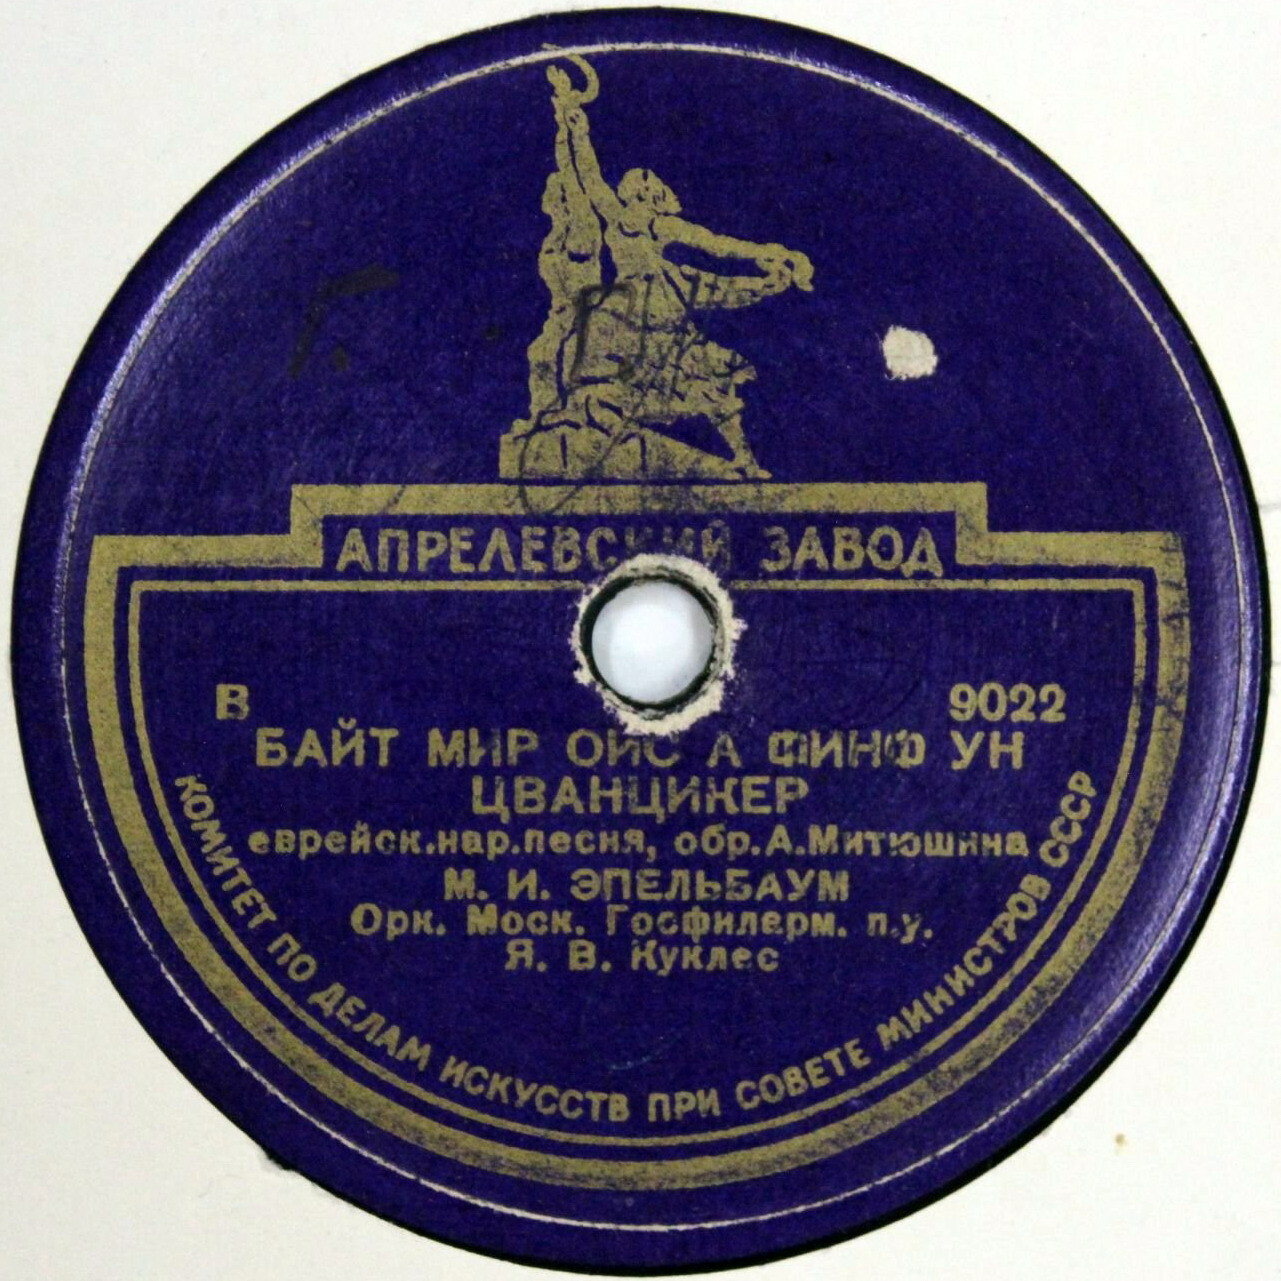 АПРЕЛЕВСКИЙ ЗАВОД
В 9022
БАЙТ МИР ОЙС А ФИНФ УН
ЦВАНЦИКЕР
еврейск.нар.песня, обр.А.Митюшина
М. И. ЭПЕЛЬБАУМ
Орк. Моск. Госфилерм. п.у.
Я. В. Куклес
КОМИТЕТ ПО ДЕЛАМ ИСКУССТВ ПРИ СОВЕТЕ МИНИСТРОВ СССР